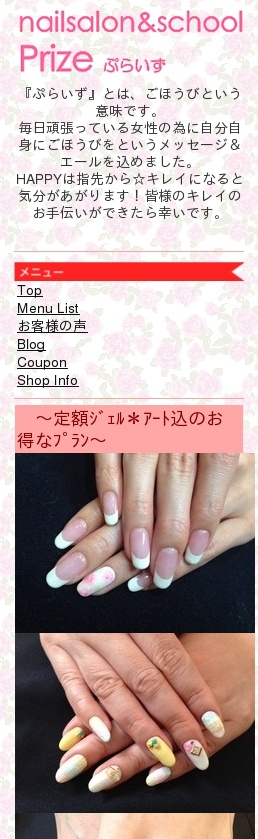 nailsalon&school
Prize ぷらいず
『ぷらいず』とは、ごほうびという
意味です。
毎日頑張っている女性の為に自分自
身にごほうびをというメッセージ＆
エールを込めました。
HAPPYは指先から☆キレイになると
気分があがります！皆様のキレイの
お手伝いができたら幸いです。
メニュー
Top
Menu List
お客様の声
Blog
Coupon
Shop Info
～定額ｼﾞｪﾙ＊ｱｰﾄ込のお
得なﾌﾟﾗﾝ～